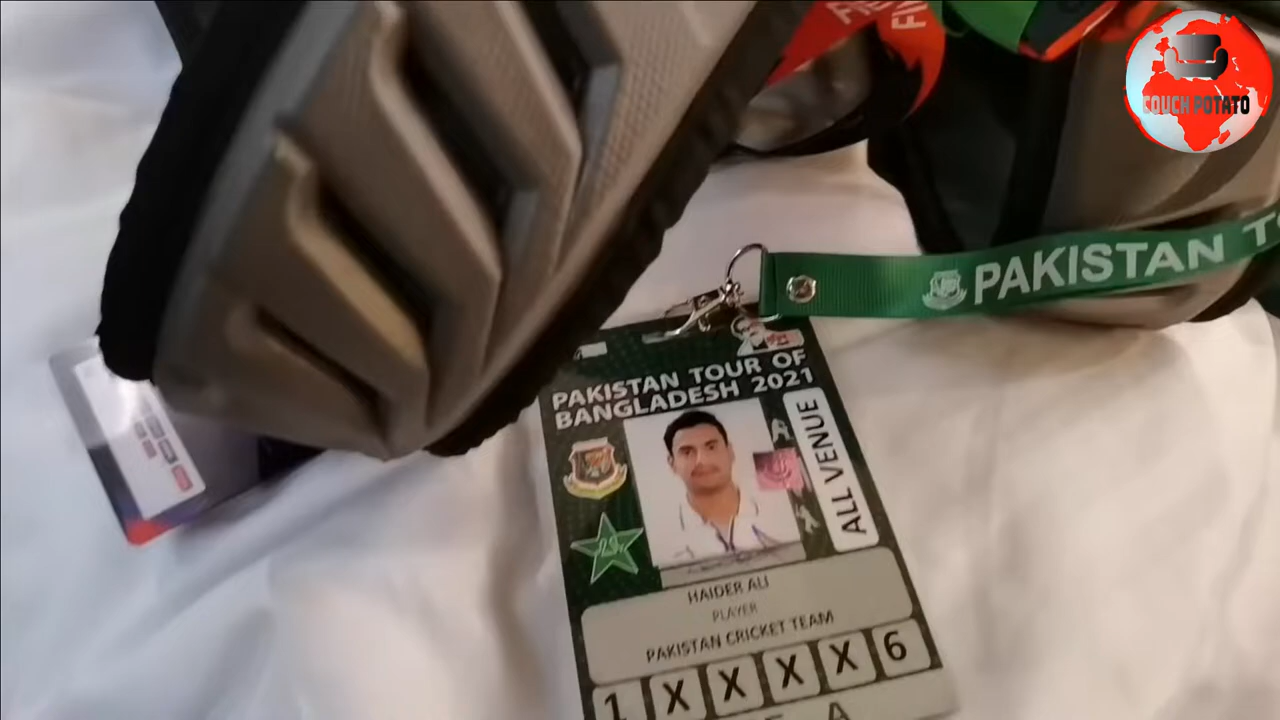 COUCH POTATO
PAKISTAN T
PAKISTAN TOUR OF
BANGLADESH 2021
ALL VENUE
HAIDER ALI
PLAYER
PAKISTAN CRICKET TEAM
1 X X X X 6